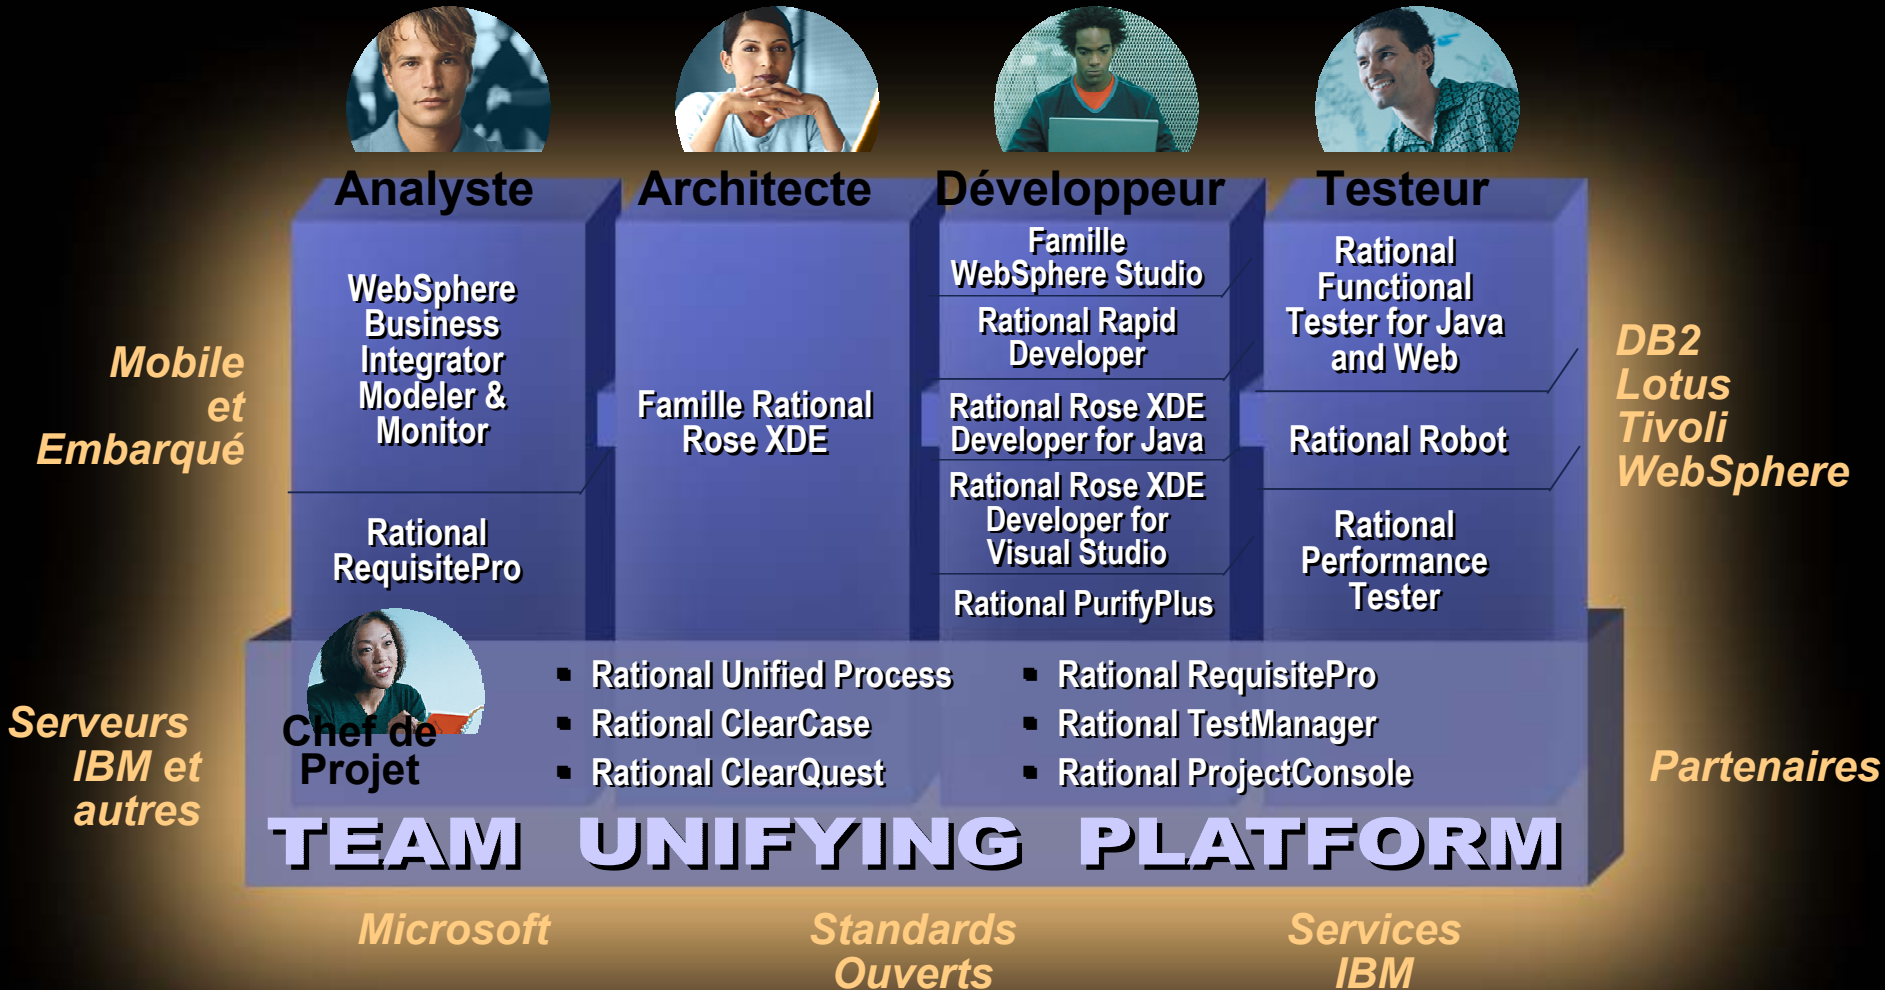 Analyste
Architecte
Développeur
Testeur
WebSphere
Business
Integrator
Modeler &
Monitor
Rational
RequisitePro
Famille Rational
Rose XDE
Famille
WebSphere Studio
Rational Rapid
Developer
Rational Rose XDE
Developer for Java
Rational Rose XDE
Developer for
Visual Studio
Rational PurifyPlus
Rational
Functional
Tester for Java
and Web
Rational Robot
Rational
Performance
Tester
Mobile
et
Embarqué
DB2
Lotus
Tivoli
WebSphere
Chef de
Projet
▪ Rational Unified Process
▪ Rational ClearCase
▪ Rational ClearQuest
▪ Rational RequisitePro
▪ Rational TestManager
▪ Rational ProjectConsole
Serveurs
IBM et
autres
Partenaires
TEAM UNIFYING PLATFORM
Microsoft
Standards
Ouverts
Services
IBM